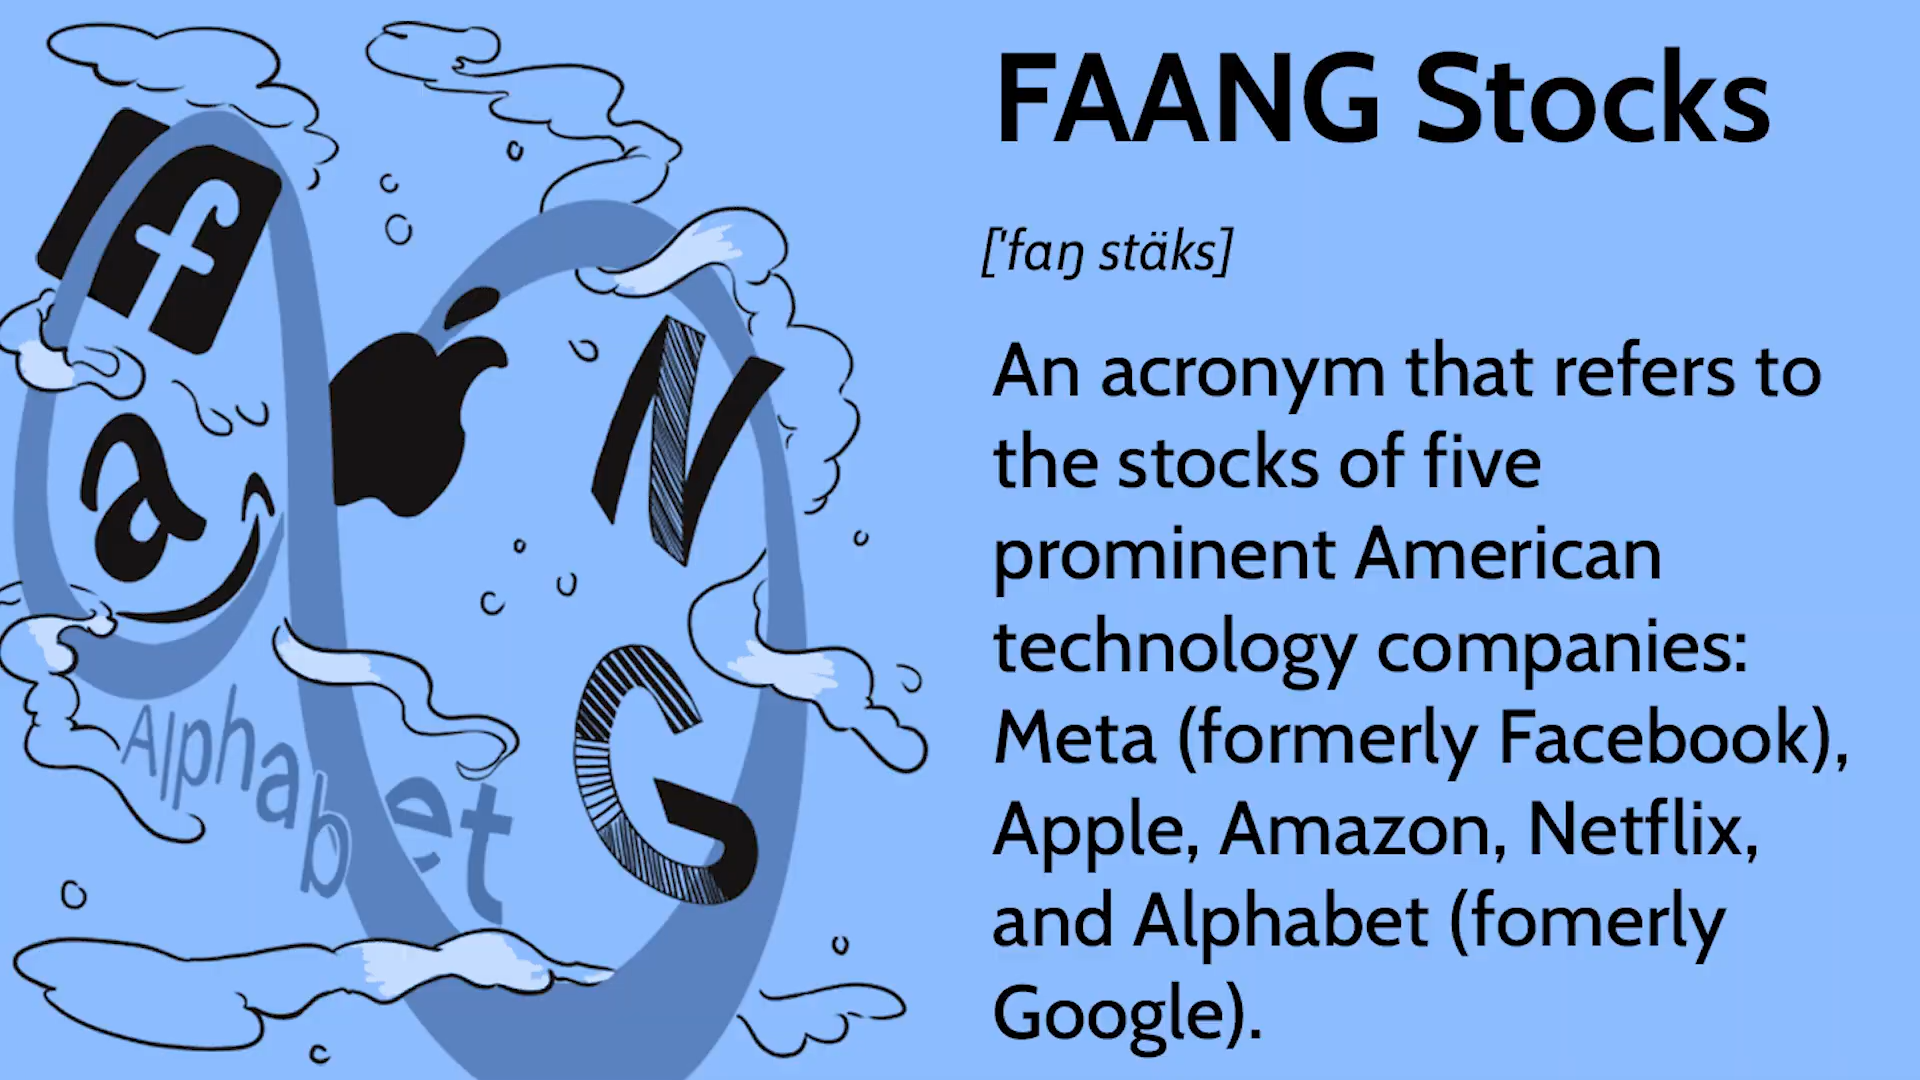 FAANG Stocks
['faŋ stäks]
An acronym that refers to
the stocks of five
prominent American
technology companies:
Meta (formerly Facebook),
Apple, Amazon, Netflix,
and Alphabet (fomerly
Google).
f
a
N
G
Alphabet